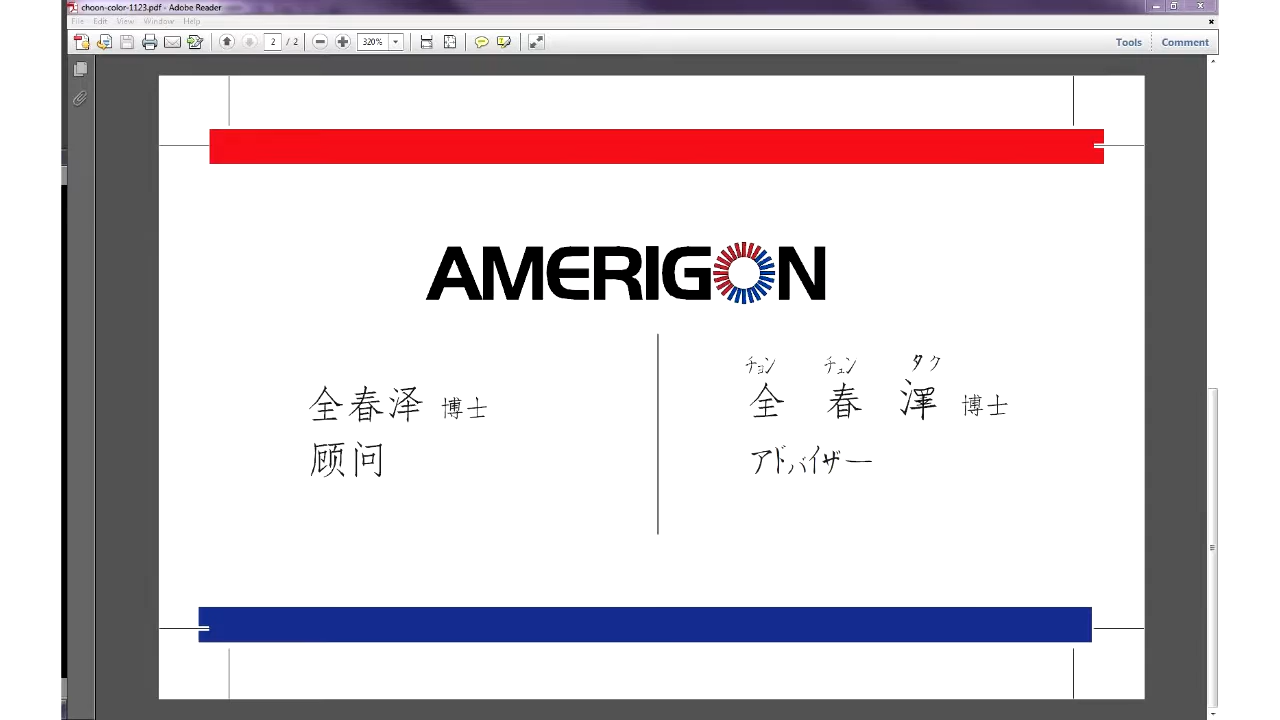 choon-color-1123.pdf - Adobe Reader
File Edit View Window Help
2 / 2 320% Tools Comment
AMERIGON
全春泽 博士
顾问
チョン チュン タク
全 春 澤 博士
アドバイザー